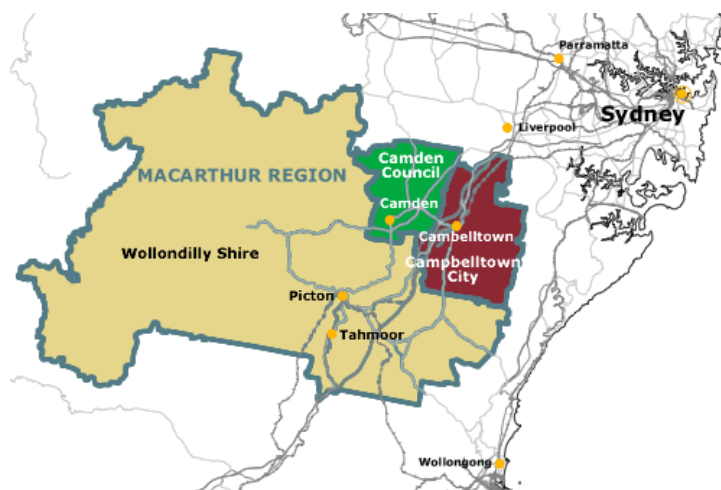 Parramatta
Sydney
Liverpool
Camden
Council
MACARTHUR REGION
Camden
Cambelltown
Wollondilly Shire
Campbelltown
City
Picton
Tahmoor
Wollongong